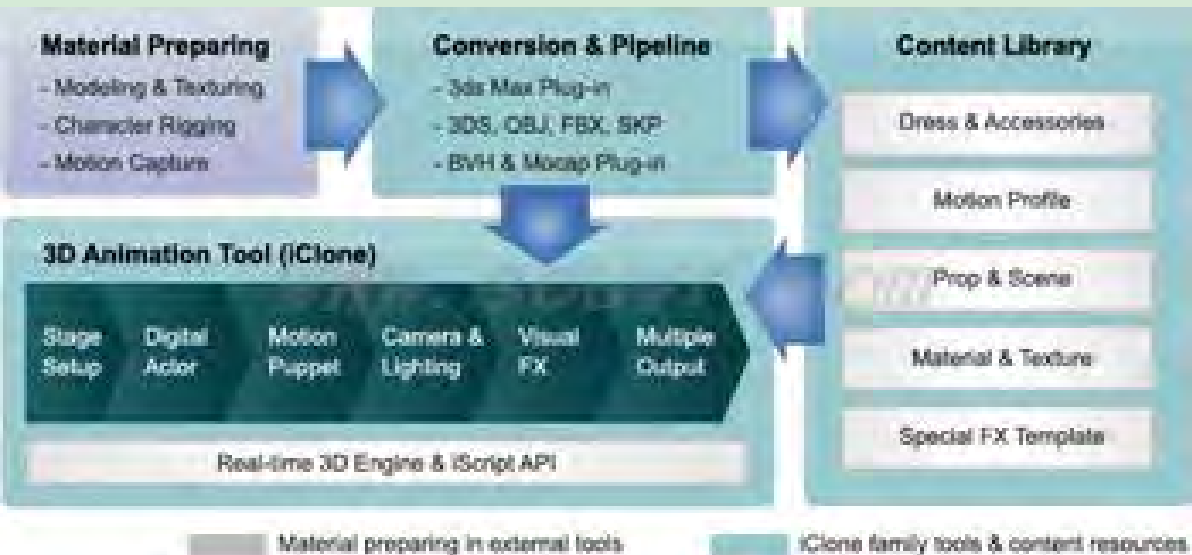 Material Preparing
- Modeling & Texturing
- Character Rigging
- Motion Capture
Conversion & Pipeline
- 3ds Max Plug-in
- 3DS, OBJ, FBX, SKP
- BVH & Mocap Plug-in
Content Library
Dress & Accessories
Motion Profile
Prop & Scene
Material & Texture
Special FX Template
3D Animation Tool (iClone)
Stage Setup
Digital Actor
Motion Puppet
Camera & Lighting
Visual FX
Multiple Output
Real-time 3D Engine & iScript API
Material preparing in external tools
iClone family tools & content resources